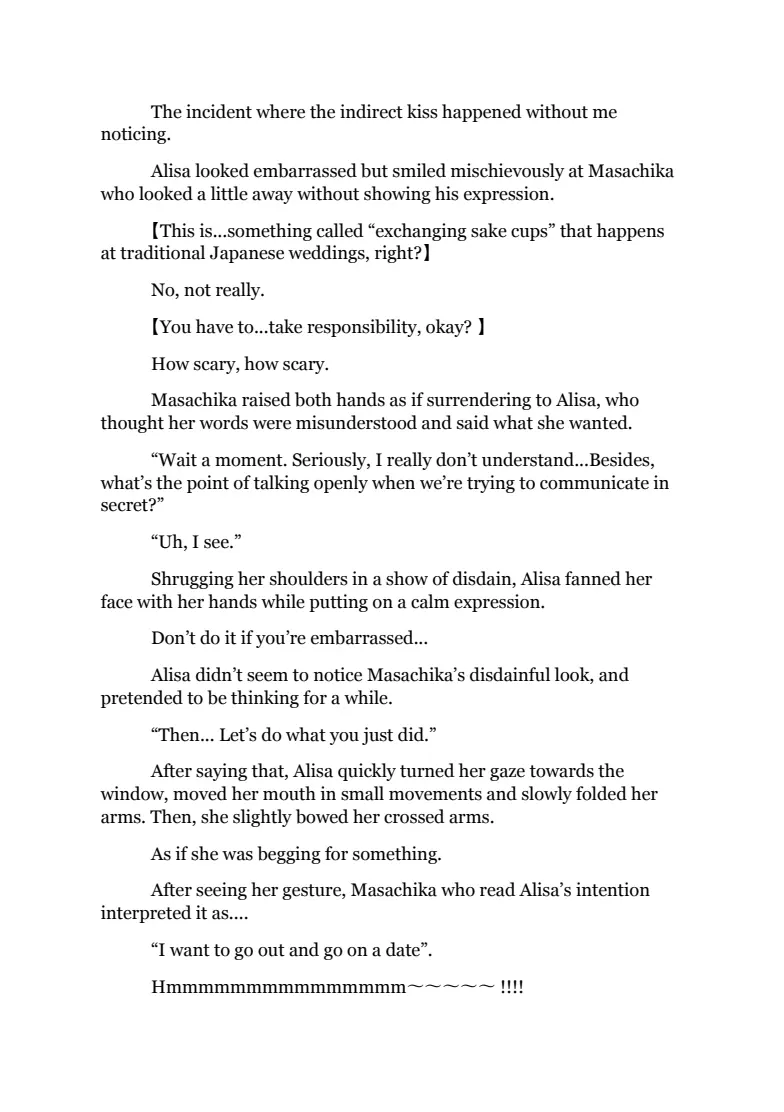 The incident where the indirect kiss happened without me
noticing.
Alisa looked embarrassed but smiled mischievously at Masachika
who looked a little away without showing his expression.
【This is...something called “exchanging sake cups” that happens
at traditional Japanese weddings, right?】
No, not really.
【You have to...take responsibility, okay? 】
How scary, how scary.
Masachika raised both hands as if surrendering to Alisa, who
thought her words were misunderstood and said what she wanted.
“Wait a moment. Seriously, I really don’t understand...Besides,
what’s the point of talking openly when we’re trying to communicate in
secret?”
“Uh, I see.”
Shrugging her shoulders in a show of disdain, Alisa fanned her
face with her hands while putting on a calm expression.
Don’t do it if you’re embarrassed...
Alisa didn’t seem to notice Masachika’s disdainful look, and
pretended to be thinking for a while.
“Then... Let’s do what you just did.”
After saying that, Alisa quickly turned her gaze towards the
window, moved her mouth in small movements and slowly folded her
arms. Then, she slightly bowed her crossed arms.
As if she was begging for something.
After seeing her gesture, Masachika who read Alisa’s intention
interpreted it as....
“I want to go out and go on a date”.
Hmmmmmmmmmmmmmmm～～～～～ !!!!